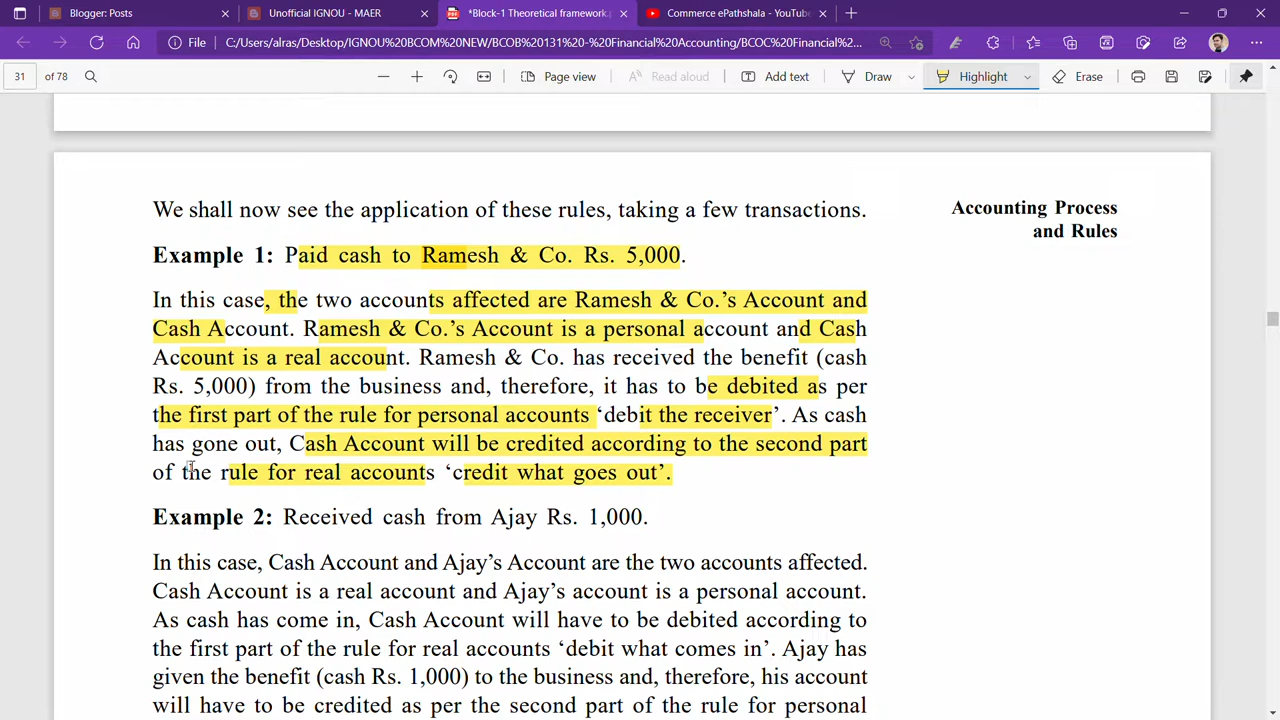 Blogger: Posts
Unofficial IGNOU - MAER
*Block-1 Theoretical framework.
Commerce ePathshala - YouTube
File
C:/Users/alras/Desktop/IGNOU%20BCOM%20NEW/BCOB%20131%20-%20Financial%20Accounting/BCOC%20Financial%2...
31 of 78
Page view
Read aloud
Add text
Draw
Highlight
Erase
We shall now see the application of these rules, taking a few transactions.
Accounting Process
and Rules
Example 1: Paid cash to Ramesh & Co. Rs. 5,000.
In this case, the two accounts affected are Ramesh & Co.’s Account and
Cash Account. Ramesh & Co.’s Account is a personal account and Cash
Account is a real account. Ramesh & Co. has received the benefit (cash
Rs. 5,000) from the business and, therefore, it has to be debited as per
the first part of the rule for personal accounts ‘debit the receiver’. As cash
has gone out, Cash Account will be credited according to the second part
of the rule for real accounts ‘credit what goes out’.
Example 2: Received cash from Ajay Rs. 1,000.
In this case, Cash Account and Ajay’s Account are the two accounts affected.
Cash Account is a real account and Ajay’s account is a personal account.
As cash has come in, Cash Account will have to be debited according to
the first part of the rule for real accounts ‘debit what comes in’. Ajay has
given the benefit (cash Rs. 1,000) to the business and, therefore, his account
will have to be credited as per the second part of the rule for personal